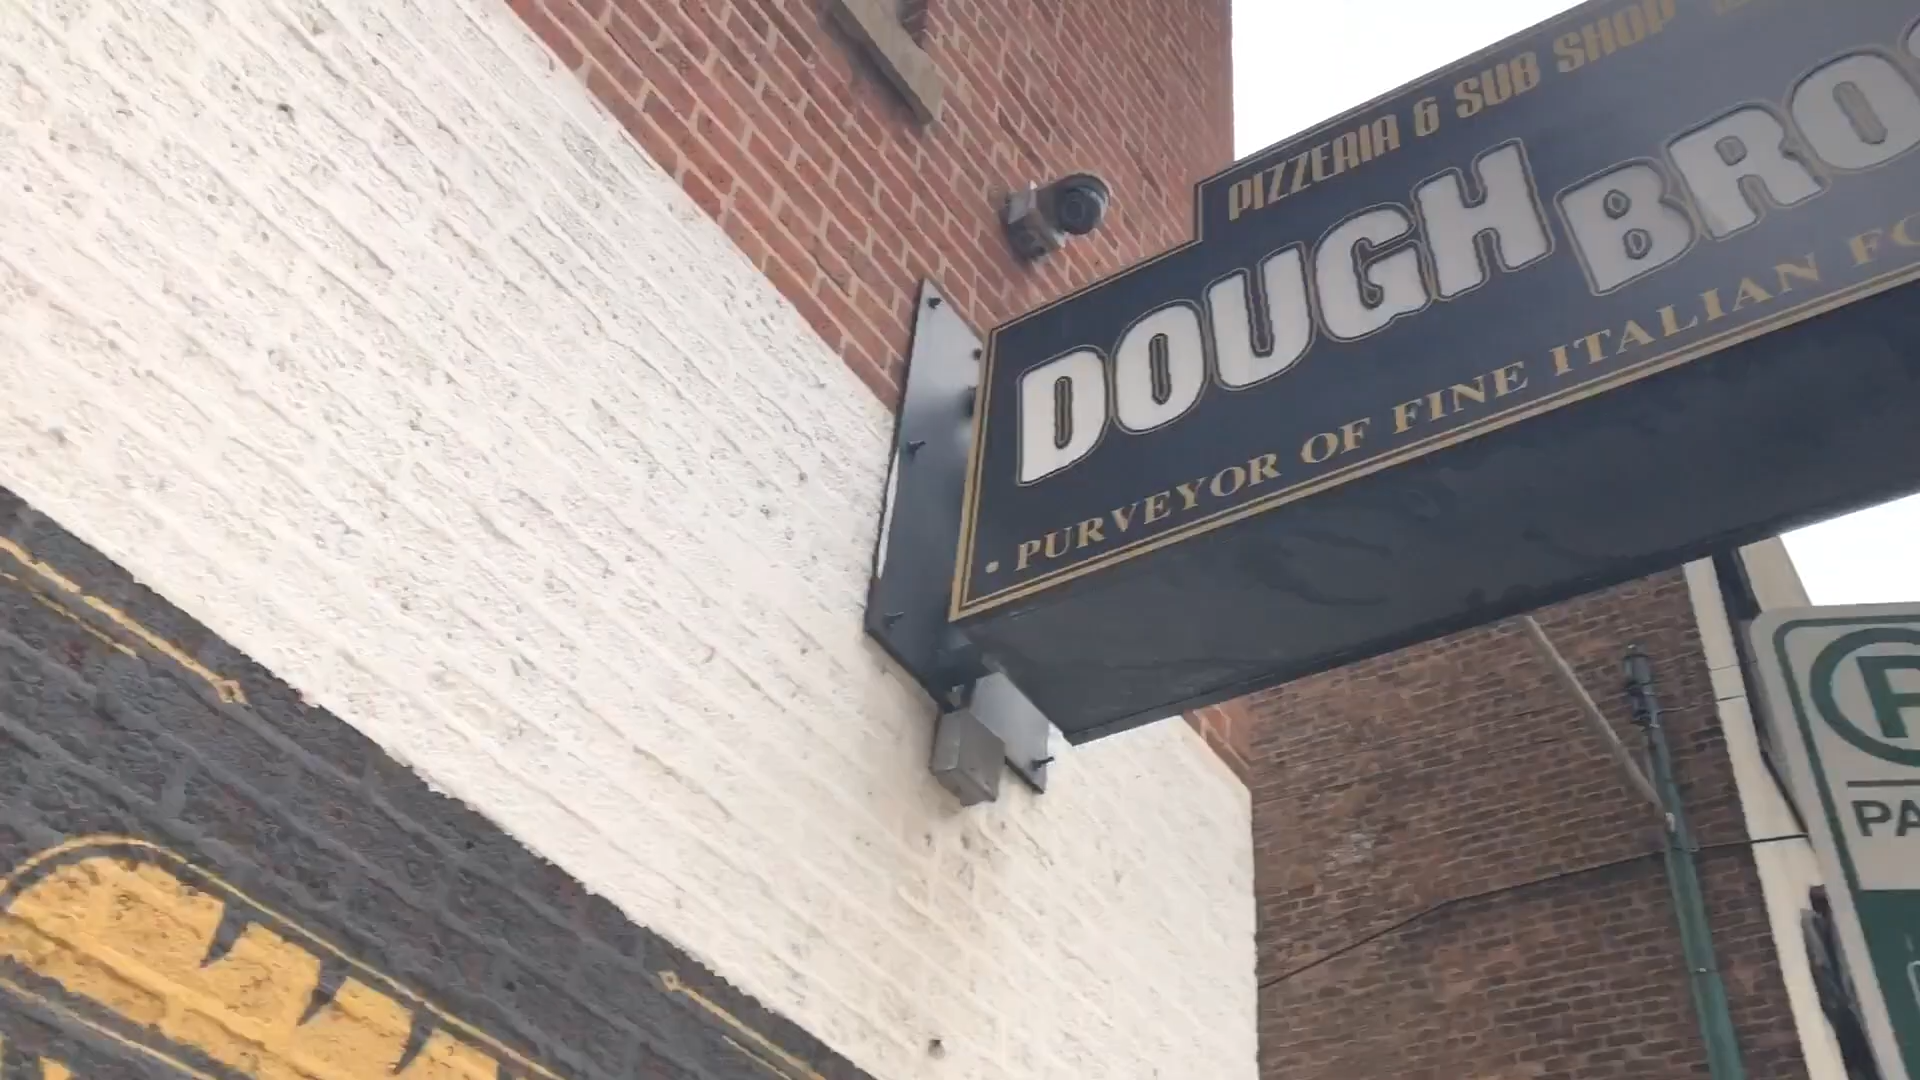 PIZZERIA & SUB SHOP
DOUGH BRO
• PURVEYOR OF FINE ITALIAN FO
P
PA